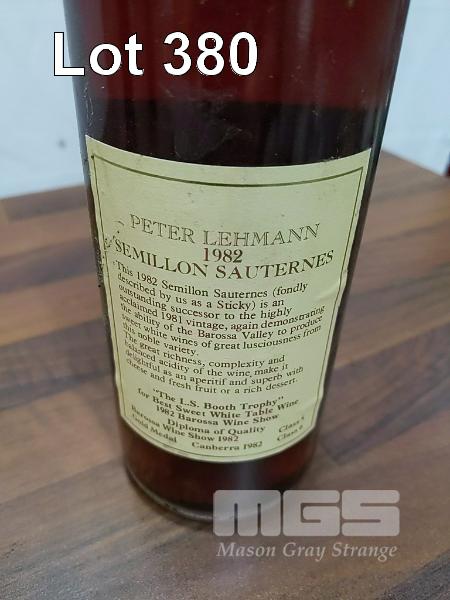 Lot 380
PETER LEHMANN
1982
SEMILLON SAUTERNES
This 1982 Semillon Sauternes (fondly
described by us as a Sticky) is an
outstanding successor to the highly
acclaimed 1981 vintage, again demonstrating
the ability of the Barossa Valley to produce
sweet white wines of great lusciousness from
this noble variety.
The great richness, complexity and
balanced acidity of the wine, make it
delightful as an aperitif and superb with
cheese and fresh fruit or a rich dessert.
"The L.S. Booth Trophy"
for Best Sweet White Table Wine
1982 Barossa Wine Show
Diploma of Quality Class
Barossa Wine Show 1982
Gold Medal Canberra 1982 Class
MGS
Mason Gray Strange